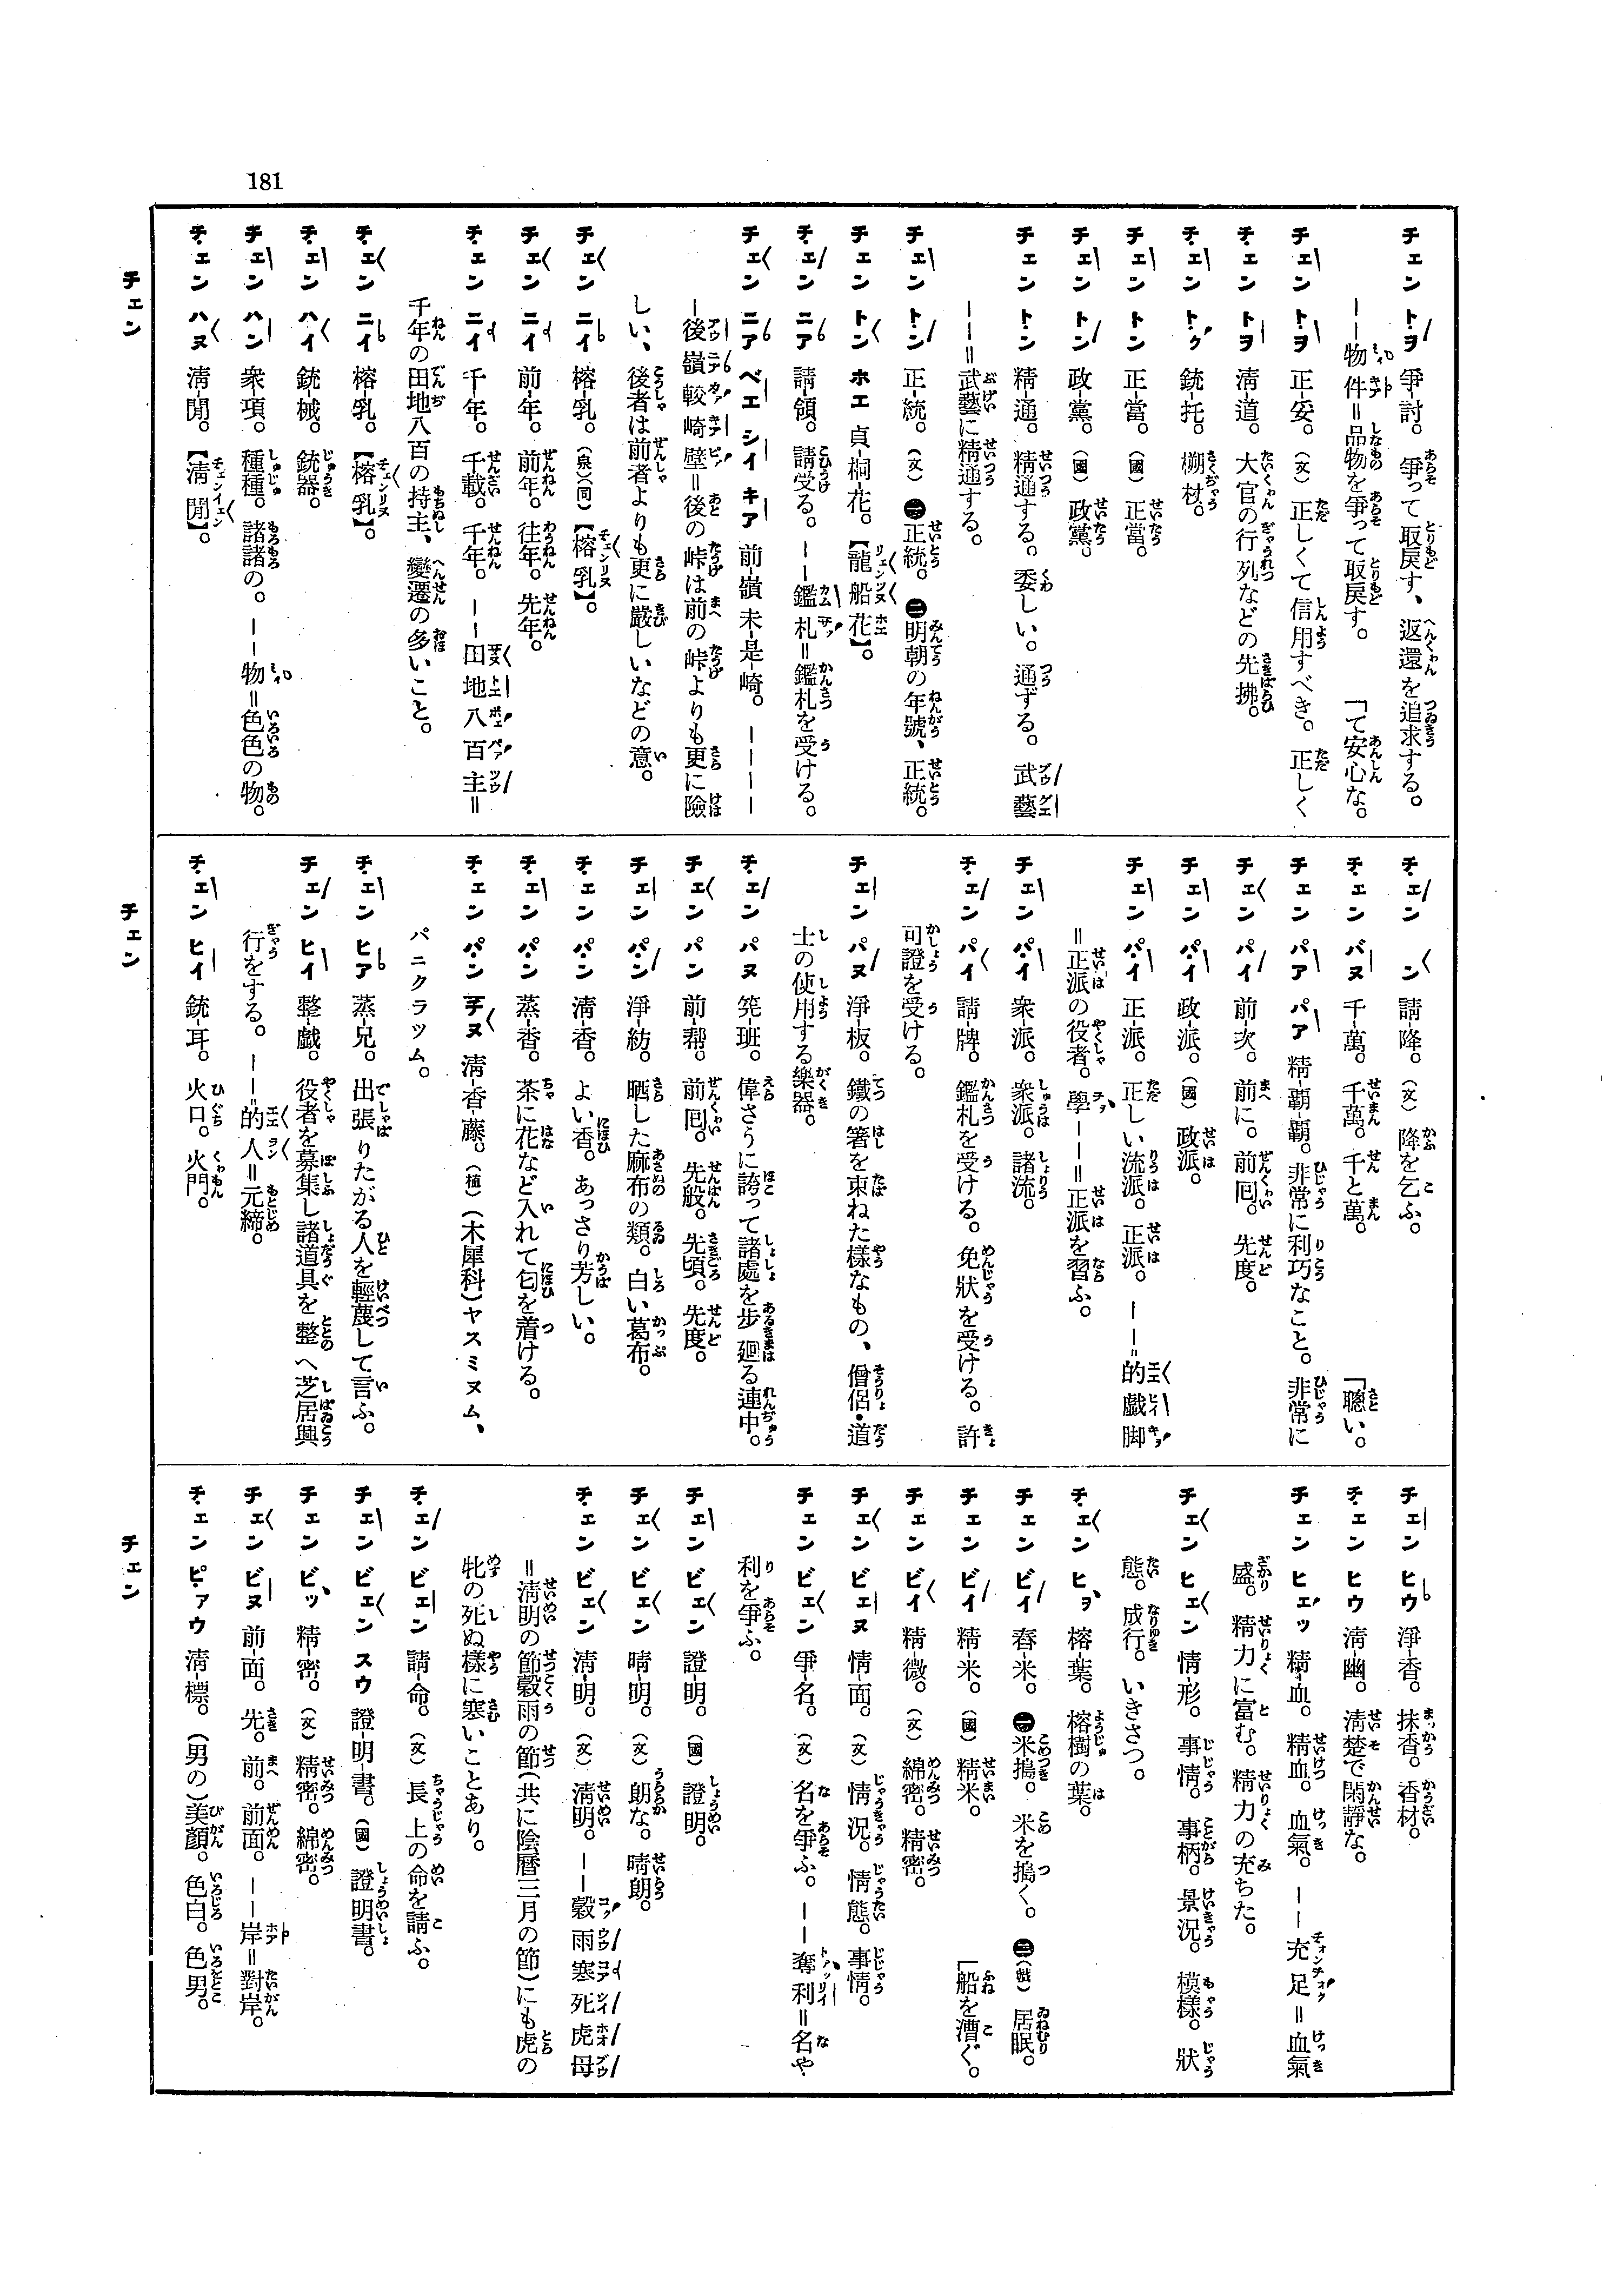 181
チェン
チェン トヲ 爭-討。 爭って取戻す、返還を追求する。
――物件＝品物を爭って取戻す。 「て安心な。
チェン トヲ 正-安。(文) 正しくて信用すべき。正しく
チェン トヲ 淸-道。 大官の行列などの先拂。
チェン トク 銃-托。 槊杖。
チェン トン 正-當。(國) 正當。
チェン トン 政-黨。(國) 政黨。
チェン トン 精-通。 精通する。委しい。通ずる。 武藝
――＝武藝に精通する。
チェン トン 正-統。(文) ㊀正統。 ㊁明朝の年號、正統。
チェン トン ホエ 貞-桐-花。【龍船花】。
チェン ニア 請-領。 請受る。――鑑札＝鑑札を受ける。
チェン ニア ベエ シイ キア 前-嶺 未-是-崎。――――
―後嶺較崎壁＝後の峠は前の峠よりも更に險
しい、後者は前者よりも更に嚴しいなどの意。
チェン ニイ 榕-乳。(泉)(同)【榕乳】。
チェン ニイ 前-年。 前年。往年。先年。
チェン ニイ 千-年。 千載。千年。――田地八百主＝
千年の田地八百の持主、變遷の多いこと。
チェン ニイ 榕-乳。【榕乳】。
チェン ハイ 銃-械。 銃器。
チェン ハン 衆-項。 種種。諸諸の。――物＝色色の物。
チェン ハヌ 淸-閒。【淸閒】。
チェン
チェン ン 請-降。(文) 降を乞ふ。
チェン バヌ 千-萬。 千萬。千と萬。 「聰い。
チェン パア パア 精-覇-覇。 非常に利巧なこと。非常に
チェン パイ 前-次。 前に。前囘。先度。
チェン パイ 政-派。(國) 政派。
チェン パイ 正-派。 正しい流派。正派。――＝的戲脚
＝正派の役者。學――＝正派を習ふ。
チェン パイ 衆-派。 衆派。諸流。
チェン パイ 請-牌。 鑑札を受ける。免狀を受ける。許
司證を受ける。
チェン パヌ 淨-板。 鐵の箸を束ねた樣なもの、僧侶・道
士の使用する樂器。
チェン パヌ 筅-班。 偉さうに誇って諸處を步廻る連中。
チェン パン 前-帮。 前囘。先般。先頃。先度。
チェン パン 淨-紡。 晒した麻布の類。白い葛布。
チェン パン 淸-香。 よい香。あっさり芳しい。
チェン パン 蒸-香。 茶に花など入れて匂を着ける。
チェン パン チヌ 淸-香-藤。(植)(木犀科)ヤスミヌム、
パニクラツム。
チェン ヒア 蒸-兄。 出張りたがる人を輕蔑して言ふ。
チェン ヒイ 整-戲。 役者を募集し諸道具を整へ芝居興
行をする。――的人＝元締。
チェン ヒイ 銃-耳。 火口。火門。
チェン
チェン ヒウ 淨-香。 抹香。香材。
チェン ヒウ 淸-幽。 淸楚で閑靜な。
チェン ヒェッ 精-血。 精血。血氣。――充足＝血氣
盛。精力に富む。精力の充ちた。
チェン ヒェン 情-形。 事情。事柄。景況。模樣。狀
態。成行。いきさつ。
チェン ヒヲ 榕-葉。 榕樹の葉。
チェン ビイ 舂-米。 ㊀米搗。米を搗く。 ㊁(戲) 居眠。
チェン ビイ 精-米。(國) 精米。 「船を漕ぐ。
チェン ビイ 精-微。(文) 綿密。精密。
チェン ビェヌ 情-面。(文) 情況。情態。事情。
チェン ビェン 爭-名。(文) 名を爭ふ。――奪利＝名や
利を爭ふ。
チェン ビェン 證-明。(國) 證明。
チェン ビェン 晴-明。(文) 朗な。晴朗。
チェン ビェン 淸-明。(文) 淸明。――穀雨寒死虎母
＝淸明の節穀雨の節(共に陰曆三月の節)にも虎の
牝の死ぬ樣に寒いことあり。
チェン ビェン 請-命。(文) 長上の命を請ふ。
チェン ビェン スウ 證-明-書。(國) 證明書。
チェン ビッ 精-密。(文) 精密。綿密。
チェン ビヌ 前-面。 先。前。前面。――岸＝對岸。
チェン ピァウ 淸-標。(男の)美顏。色白。色男。